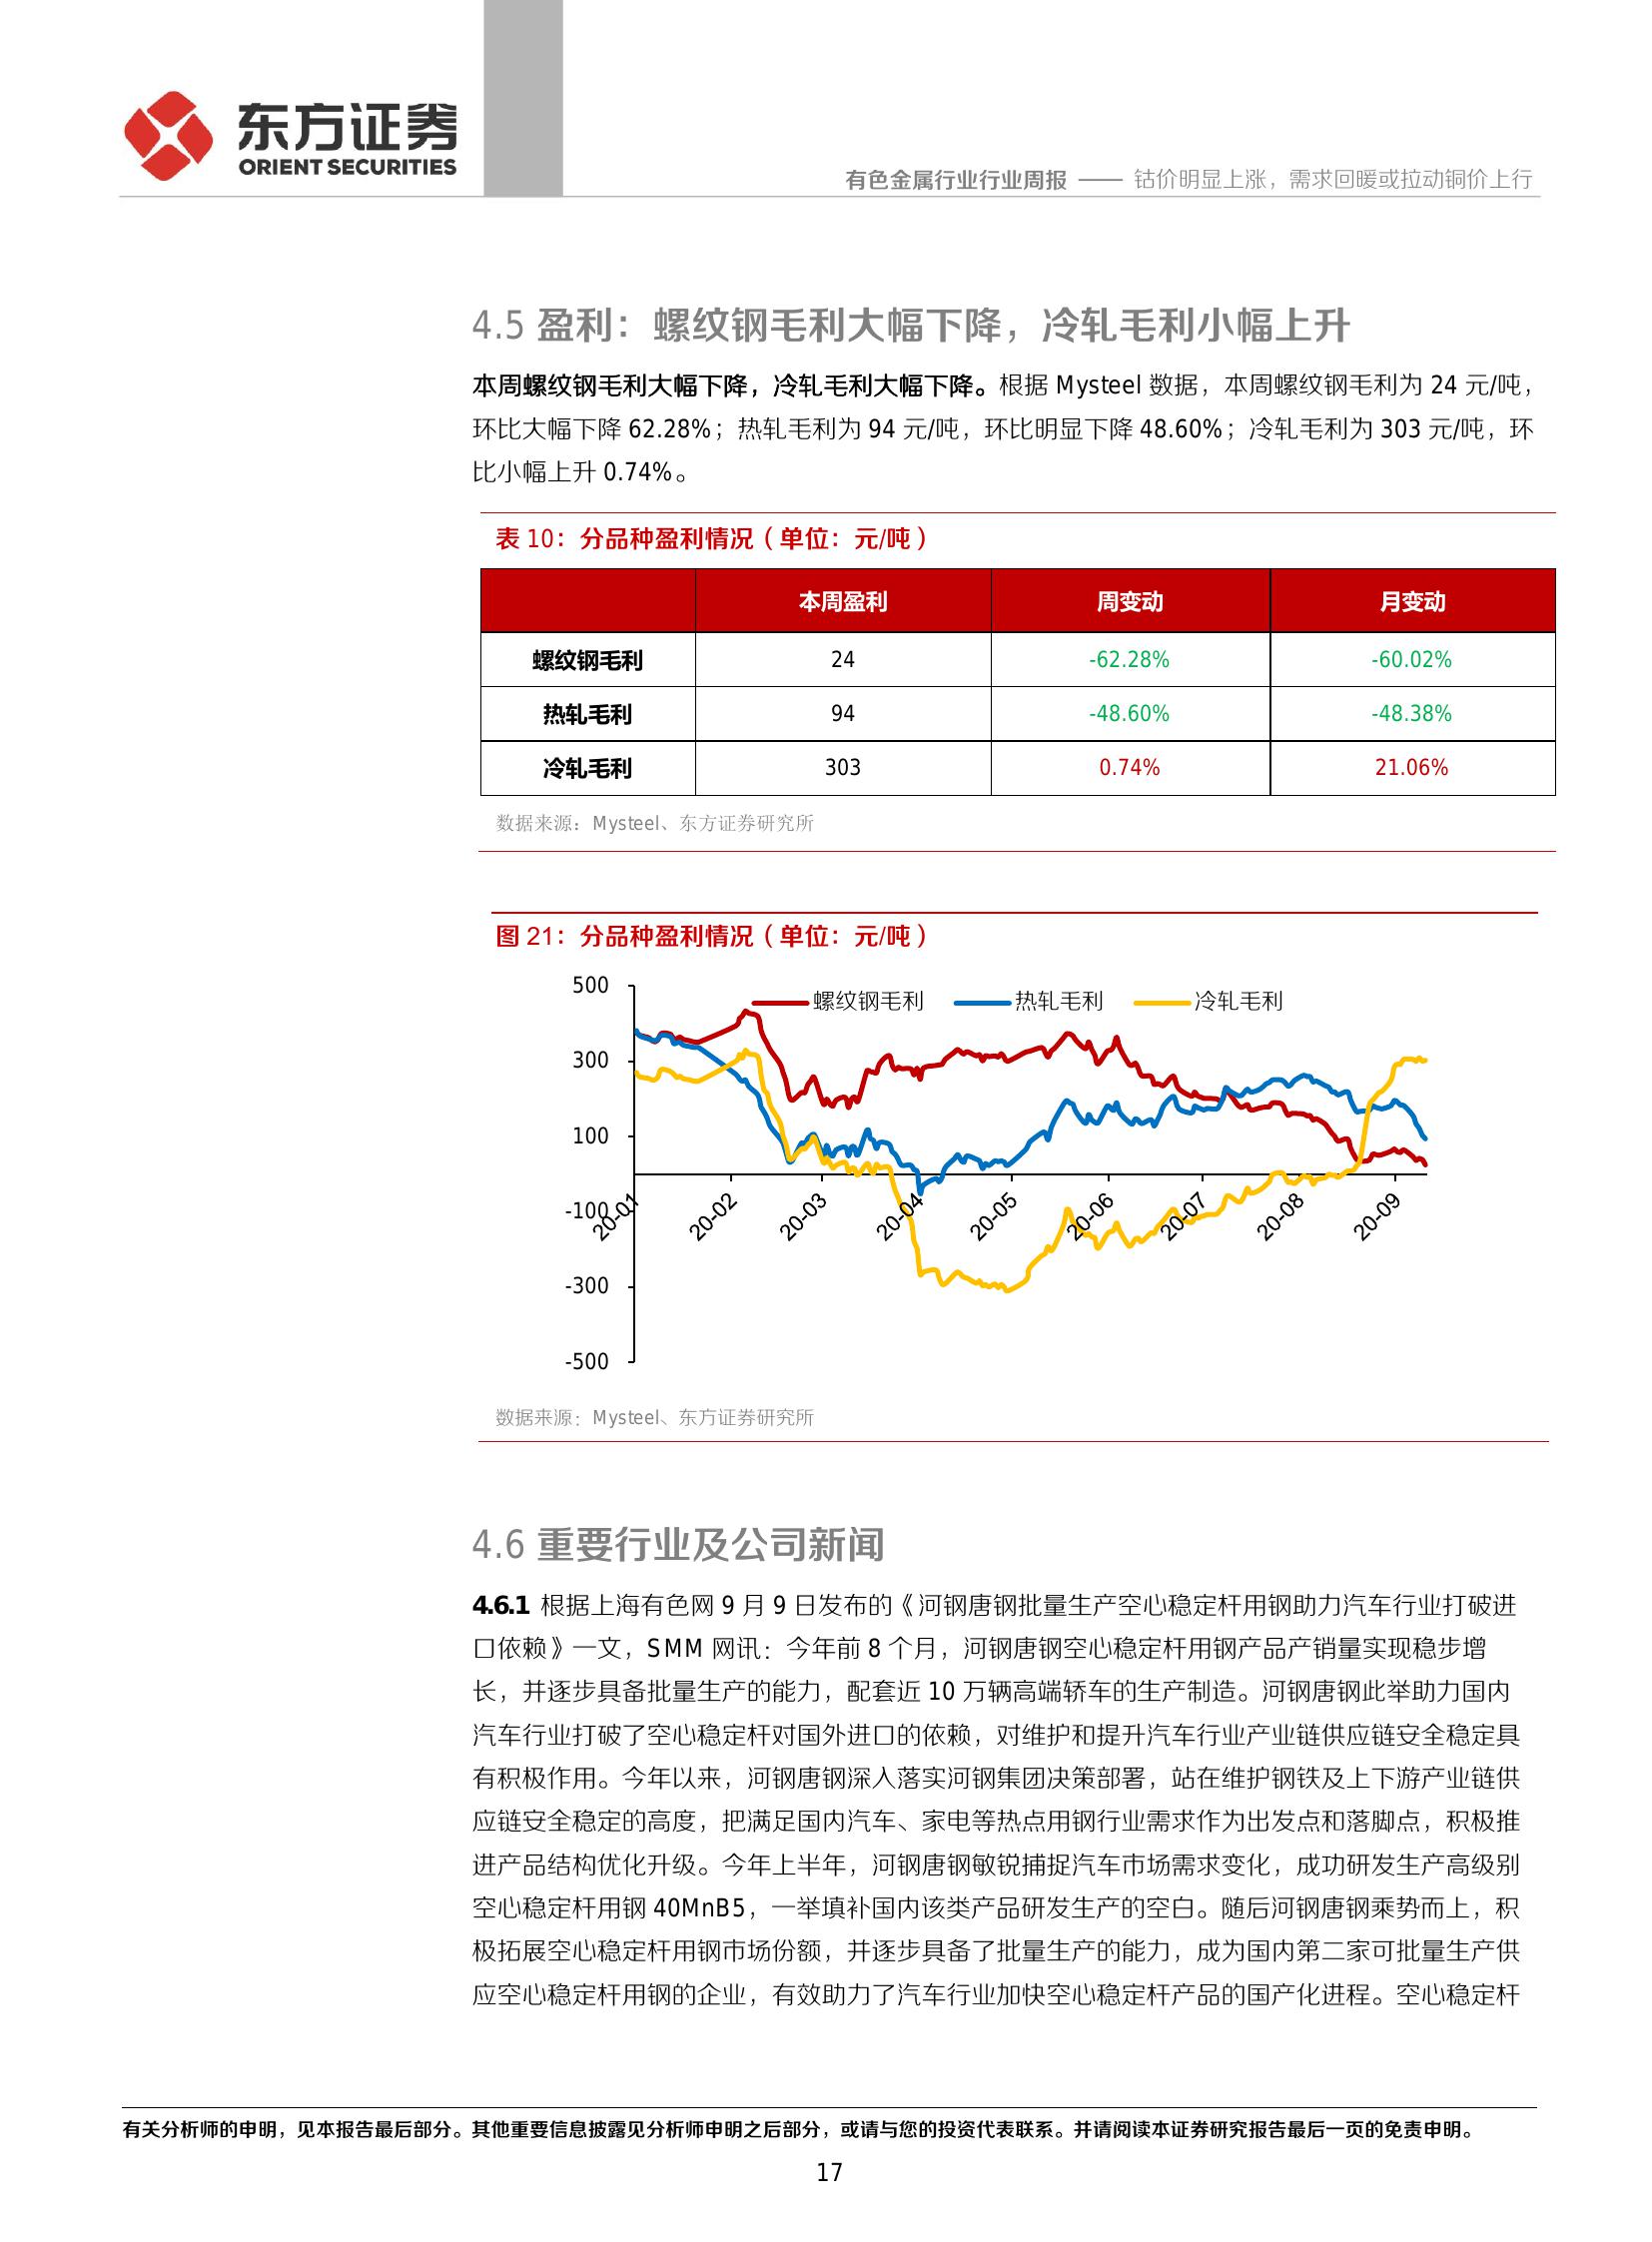 东方证券
ORIENT SECURITIES
有色金属行业行业周报 —— 钴价明显上涨，需求回暖或拉动铜价上行
4.5 盈利：螺纹钢毛利大幅下降，冷轧毛利小幅上升
本周螺纹钢毛利大幅下降，冷轧毛利大幅下降。根据 Mysteel 数据，本周螺纹钢毛利为 24 元/吨，
环比大幅下降 62.28%；热轧毛利为 94 元/吨，环比明显下降 48.60%；冷轧毛利为 303 元/吨，环
比小幅上升 0.74%。
表 10：分品种盈利情况（单位：元/吨）
本周盈利 周变动 月变动
螺纹钢毛利 24 -62.28% -60.02%
热轧毛利 94 -48.60% -48.38%
冷轧毛利 303 0.74% 21.06%
数据来源：Mysteel、东方证券研究所
图 21：分品种盈利情况（单位：元/吨）
螺纹钢毛利 热轧毛利 冷轧毛利
500
300
100
-100
-300
-500
20-01 20-02 20-03 20-04 20-05 20-06 20-07 20-08 20-09
数据来源：Mysteel、东方证券研究所
4.6 重要行业及公司新闻
4.6.1 根据上海有色网 9 月 9 日发布的《河钢唐钢批量生产空心稳定杆用钢助力汽车行业打破进
口依赖》一文，SMM 网讯：今年前 8 个月，河钢唐钢空心稳定杆用钢产品产销量实现稳步增
长，并逐步具备批量生产的能力，配套近 10 万辆高端轿车的生产制造。河钢唐钢此举助力国内
汽车行业打破了空心稳定杆对国外进口的依赖，对维护和提升汽车行业产业链供应链安全稳定具
有积极作用。今年以来，河钢唐钢深入落实河钢集团决策部署，站在维护钢铁及上下游产业链供
应链安全稳定的高度，把满足国内汽车、家电等热点用钢行业需求作为出发点和落脚点，积极推
进产品结构优化升级。今年上半年，河钢唐钢敏锐捕捉汽车市场需求变化，成功研发生产高级别
空心稳定杆用钢 40MnB5，一举填补国内该类产品研发生产的空白。随后河钢唐钢乘势而上，积
极拓展空心稳定杆用钢市场份额，并逐步具备了批量生产的能力，成为国内第二家可批量生产供
应空心稳定杆用钢的企业，有效助力了汽车行业加快空心稳定杆产品的国产化进程。空心稳定杆
有关分析师的申明，见本报告最后部分。其他重要信息披露见分析师申明之后部分，或请与您的投资代表联系。并请阅读本证券研究报告最后一页的免责申明。
17